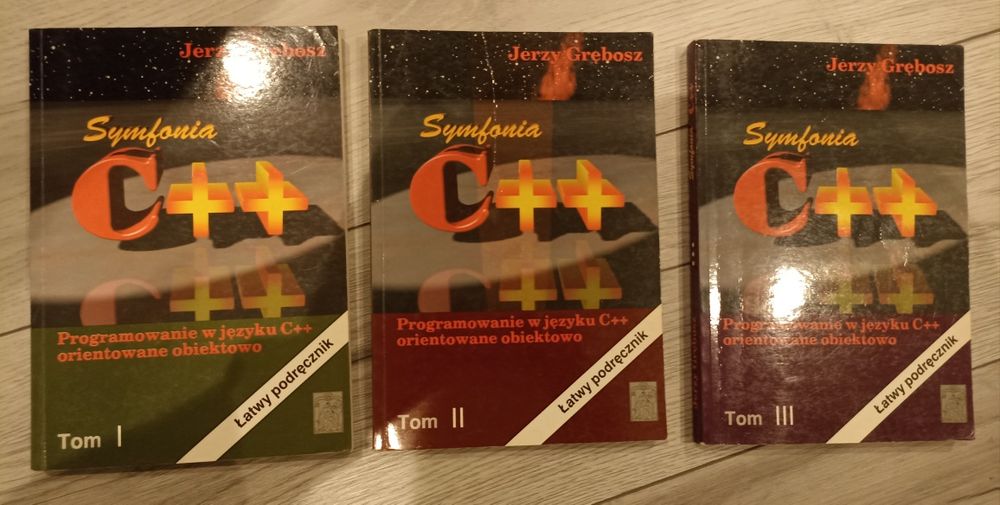 Jerzy Grębosz
Symfonia
C++
Programowanie w języku C++
orientowane obiektowo
Łatwy podręcznik
Tom I
Jerzy Grębosz
Symfonia
C++
Programowanie w języku C++
orientowane obiektowo
Łatwy podręcznik
Tom II
Jerzy Grębosz
Symfonia
C++
Programowanie w języku C++
orientowane obiektowo
Łatwy podręcznik
Tom III